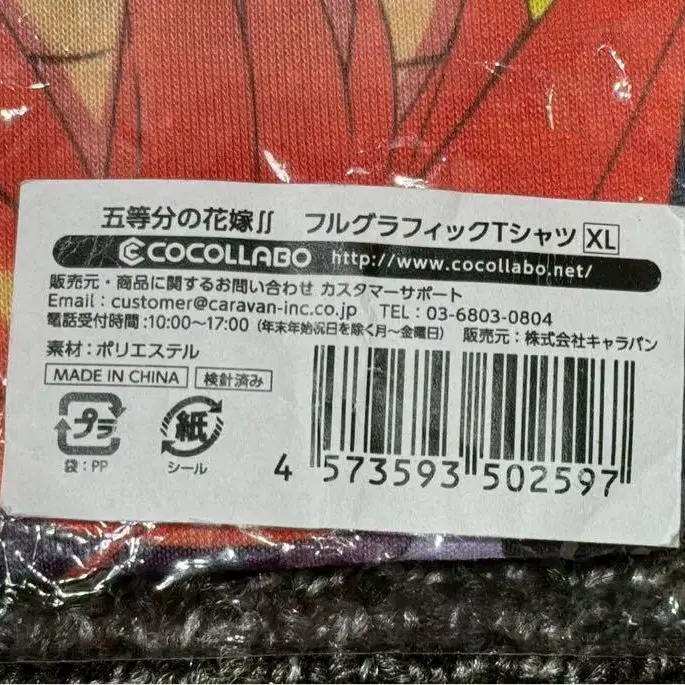 五等分の花嫁∬ フルグラフィックTシャツ XL
COCOLLABO http://www.cocollabo.net/
販売元・商品に関するお問い合わせ カスタマーサポート
Email：customer@caravan-inc.co.jp TEL：03-6803-0804
電話受付時間：10:00〜17:00（年末年始祝日を除く月〜金曜日） 販売元：株式会社キャラバン
素材：ポリエステル
MADE IN CHINA 検針済み
プラ 紙
袋：PP シール
4 573593 502597